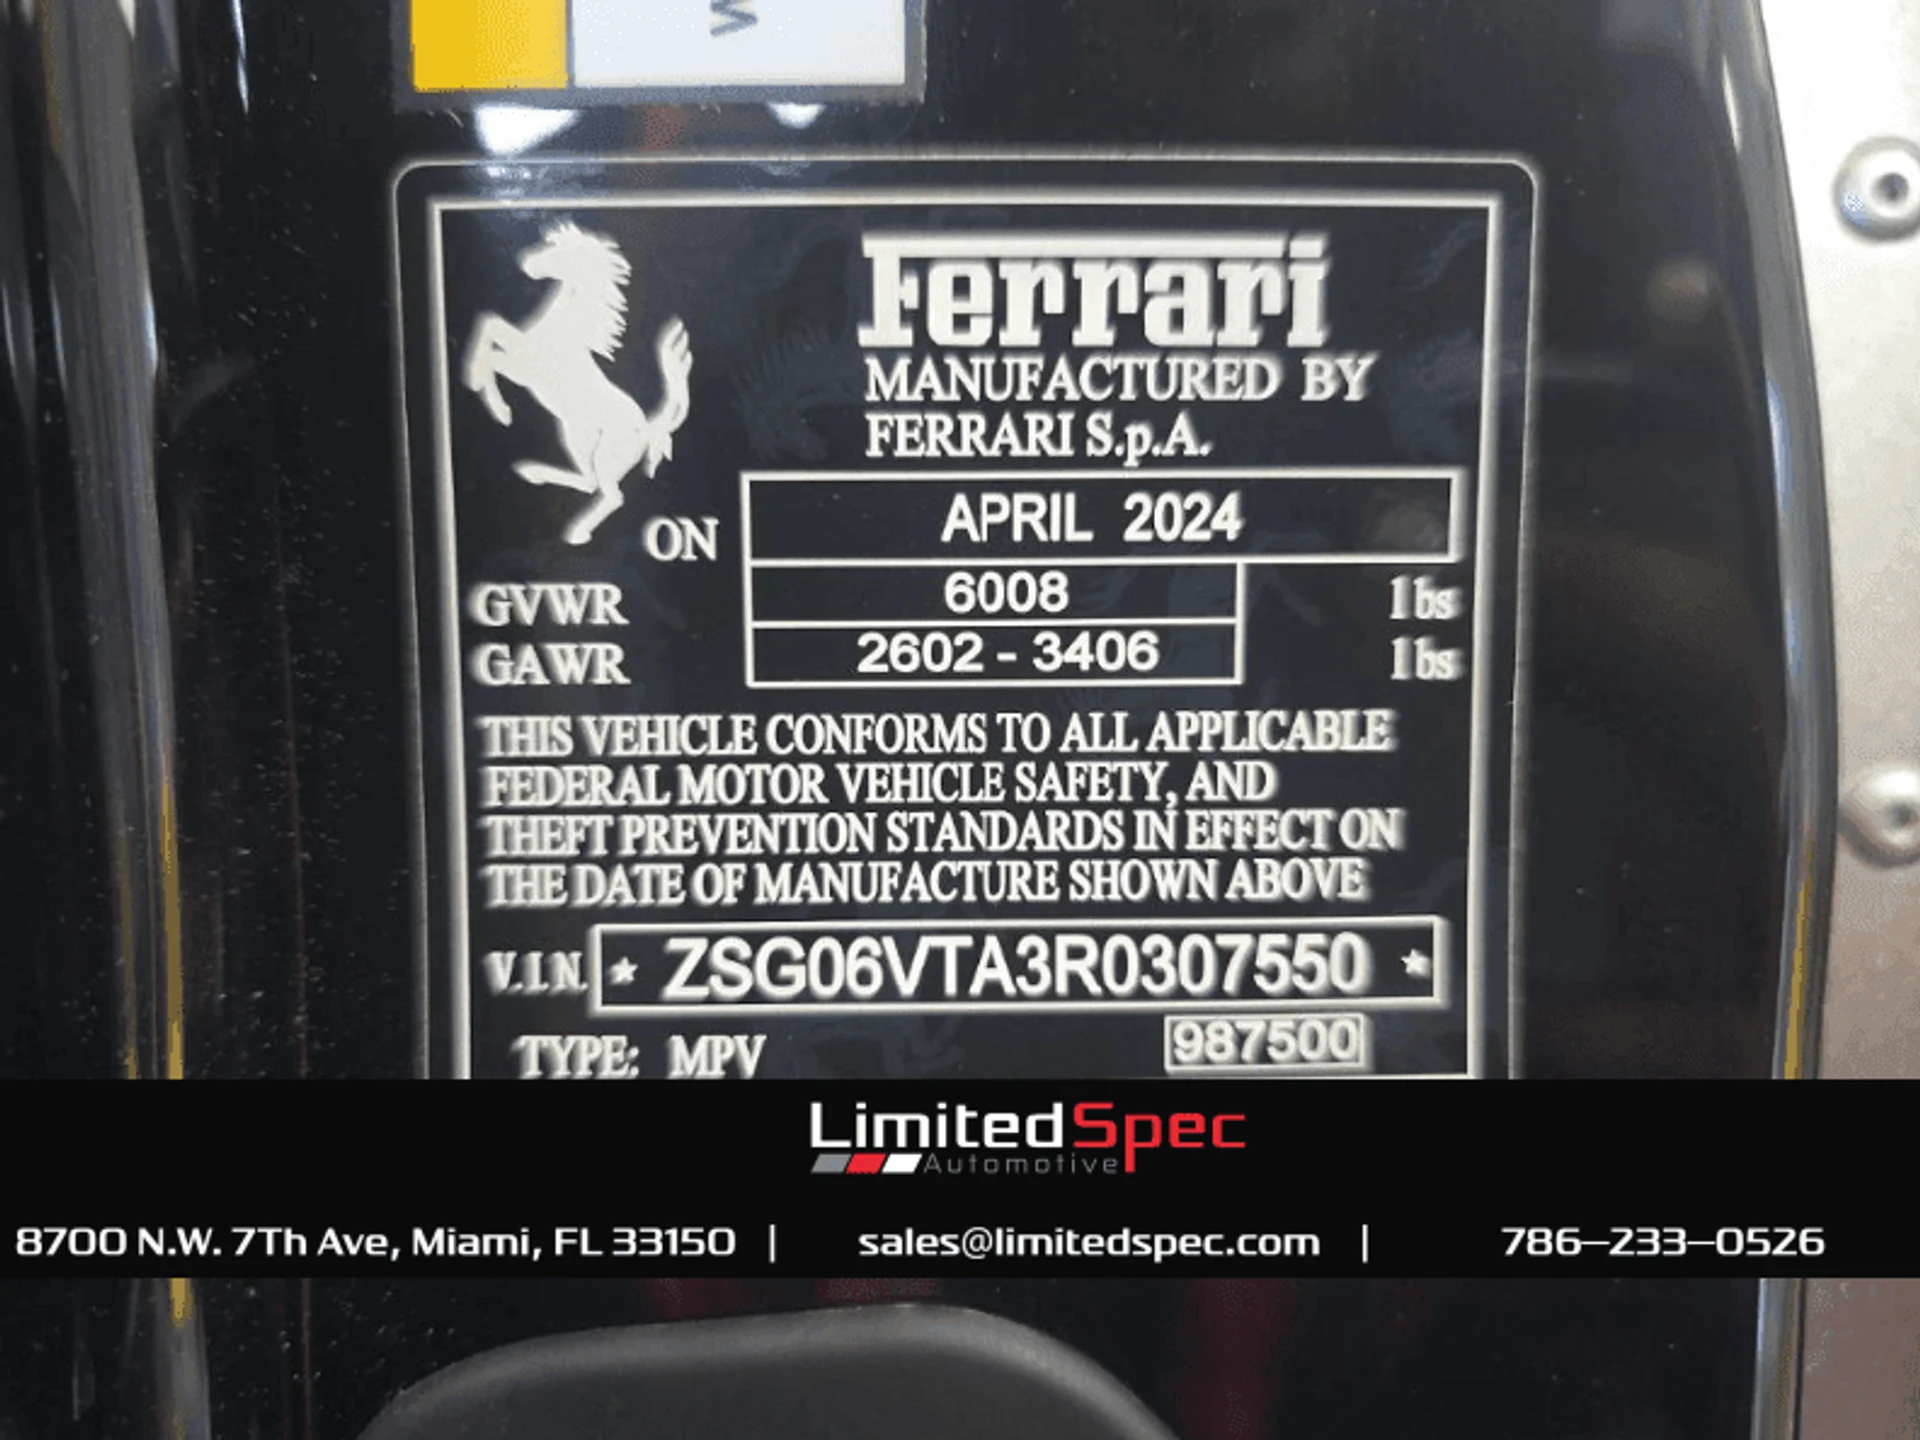 W
Ferrari
MANUFACTURED BY
FERRARI S.p.A.
ON APRIL 2024
GVWR 6008 lbs
GAWR 2602 - 3406 lbs
THIS VEHICLE CONFORMS TO ALL APPLICABLE
FEDERAL MOTOR VEHICLE SAFETY, AND
THEFT PREVENTION STANDARDS IN EFFECT ON
THE DATE OF MANUFACTURE SHOWN ABOVE
V.I.N. * ZSG06VTA3R0307550 *
TYPE: MPV 987500
LimitedSpec
Automotive
8700 N.W. 7Th Ave, Miami, FL 33150 | sales@limitedspec.com | 786-233-0526